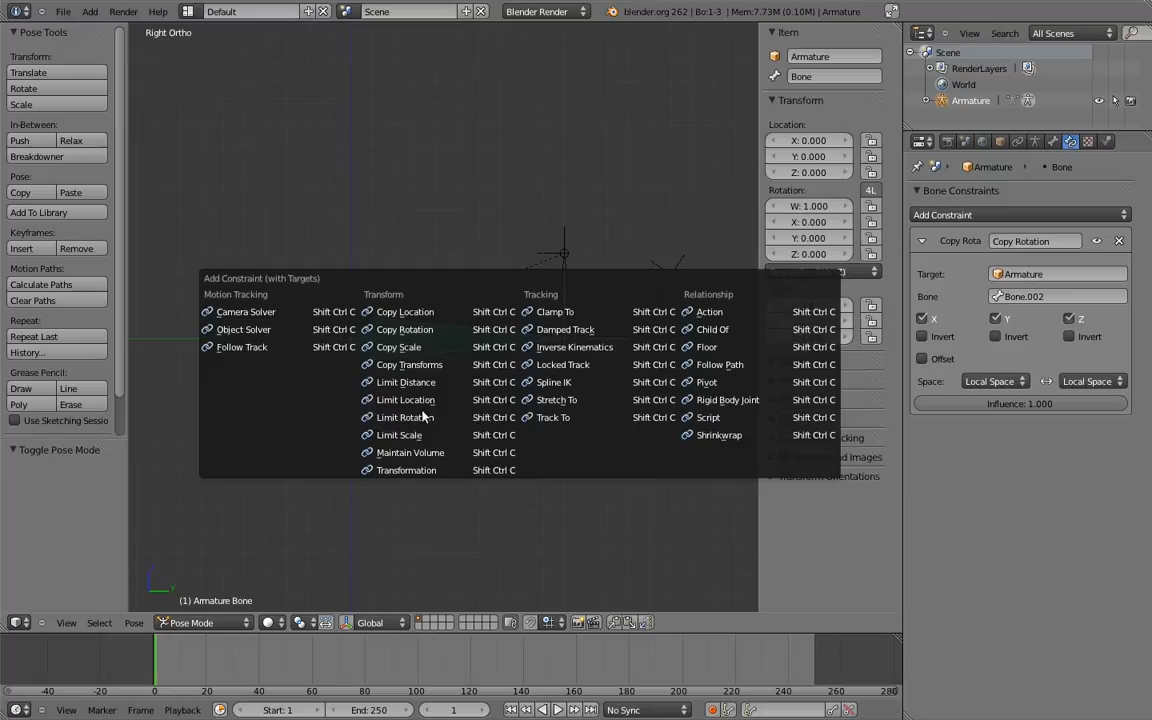 File Add Render Help Default Scene Blender Render blender.org 262 | Bo:1-3 | Mem:7.73M (0.10M) | Armature
View Search All Scenes
Scene
RenderLayers
World
Armature
Pose Tools
Transform:
Translate
Rotate
Scale
In-Between:
Push Relax
Breakdowner
Pose:
Copy Paste
Add To Library
Keyframes:
Insert Remove
Motion Paths:
Calculate Paths
Clear Paths
Repeat:
Repeat Last
History...
Grease Pencil:
Draw Line
Poly Erase
Use Sketching Sessio
Toggle Pose Mode
Right Ortho
Add Constraint (with Targets)
Motion Tracking
Camera Solver Shift Ctrl C
Object Solver Shift Ctrl C
Follow Track Shift Ctrl C
Transform
Copy Location Shift Ctrl C
Copy Rotation Shift Ctrl C
Copy Scale Shift Ctrl C
Copy Transforms Shift Ctrl C
Limit Distance Shift Ctrl C
Limit Location Shift Ctrl C
Limit Rotation Shift Ctrl C
Limit Scale Shift Ctrl C
Maintain Volume Shift Ctrl C
Transformation Shift Ctrl C
Tracking
Clamp To Shift Ctrl C
Damped Track Shift Ctrl C
Inverse Kinematics Shift Ctrl C
Locked Track Shift Ctrl C
Spline IK Shift Ctrl C
Stretch To Shift Ctrl C
Track To Shift Ctrl C
Relationship
Action Shift Ctrl C
Child Of Shift Ctrl C
Floor Shift Ctrl C
Follow Path Shift Ctrl C
Pivot Shift Ctrl C
Rigid Body Joint Shift Ctrl C
Script Shift Ctrl C
Shrinkwrap Shift Ctrl C
y
(1) Armature Bone
Item
Armature
Bone
Transform
Location:
X: 0.000
Y: 0.000
Z: 0.000
Rotation: 4L
W: 1.000
X: 0.000
Y: 0.000
Z: 0.000
Transform Orientations
Armature Bone
Bone Constraints
Add Constraint
Copy Rota Copy Rotation
Target: Armature
Bone Bone.002
X Y Z
Invert Invert Invert
Offset
Space: Local Space Local Space
Influence: 1.000
View Select Pose Pose Mode Global
-40 -20 0 20 40 60 80 100 120 140 160 180 200 220 240 260 280
View Marker Frame Playback Start: 1 End: 250 1 No Sync